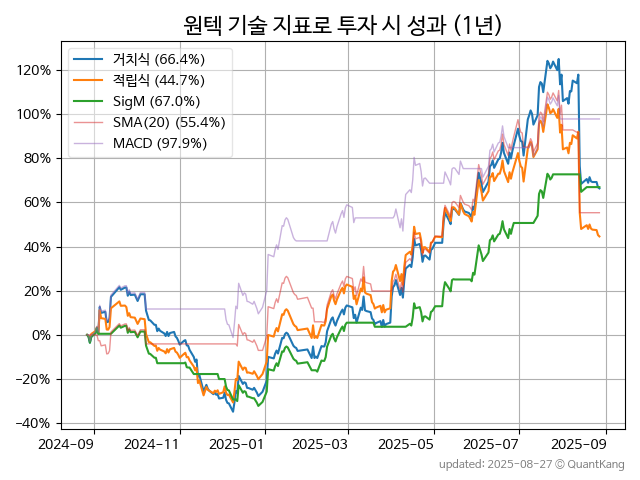 원텍 기술 지표로 투자 시 성과 (1년)
거치식 (66.4%)
적립식 (44.7%)
SigM (67.0%)
SMA(20) (55.4%)
MACD (97.9%)
120%
100%
80%
60%
40%
20%
0%
−20%
−40%
2024-09 2024-11 2025-01 2025-03 2025-05 2025-07 2025-09
updated: 2025-08-27 © QuantKang